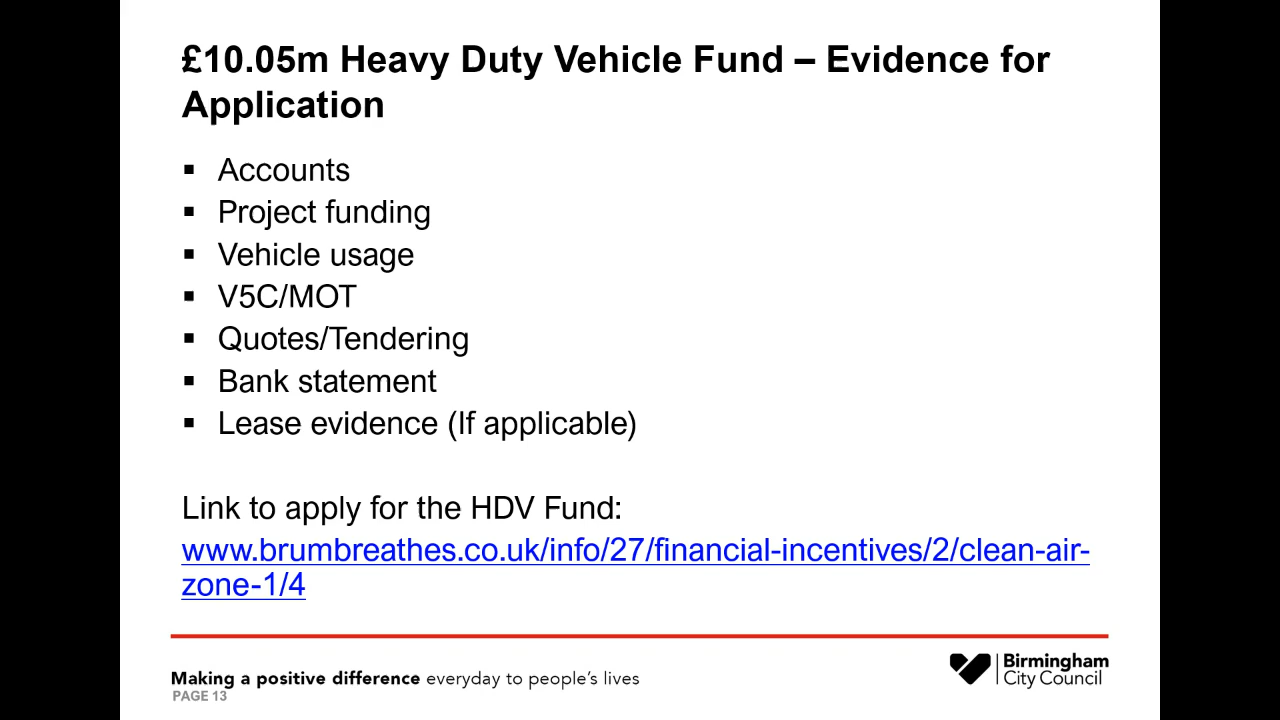 £10.05m Heavy Duty Vehicle Fund – Evidence for
Application
▪ Accounts
▪ Project funding
▪ Vehicle usage
▪ V5C/MOT
▪ Quotes/Tendering
▪ Bank statement
▪ Lease evidence (If applicable)
Link to apply for the HDV Fund:
www.brumbreathes.co.uk/info/27/financial-incentives/2/clean-air-
zone-1/4
Making a positive difference everyday to people's lives
PAGE 13
Birmingham
City Council